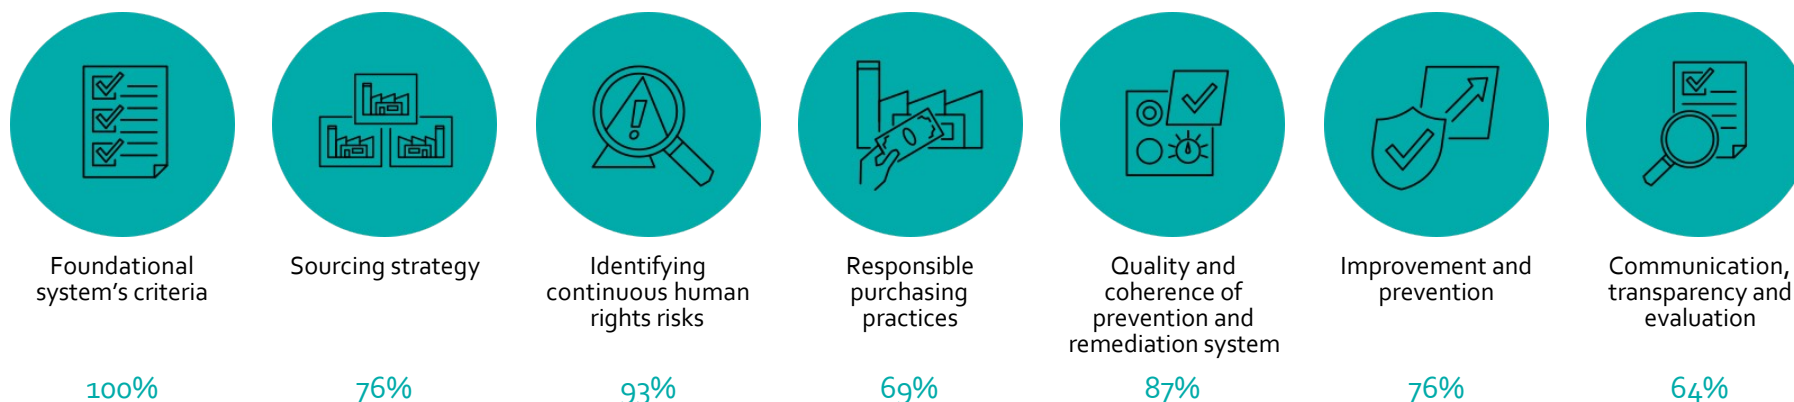 Foundational
system's criteria
100%
Sourcing strategy
76%
Identifying
continuous human
rights risks
93%
Responsible
purchasing
practices
69%
Quality and
coherence of
prevention and
remediation system
87%
Improvement and
prevention
76%
Communication,
transparency and
evaluation
64%